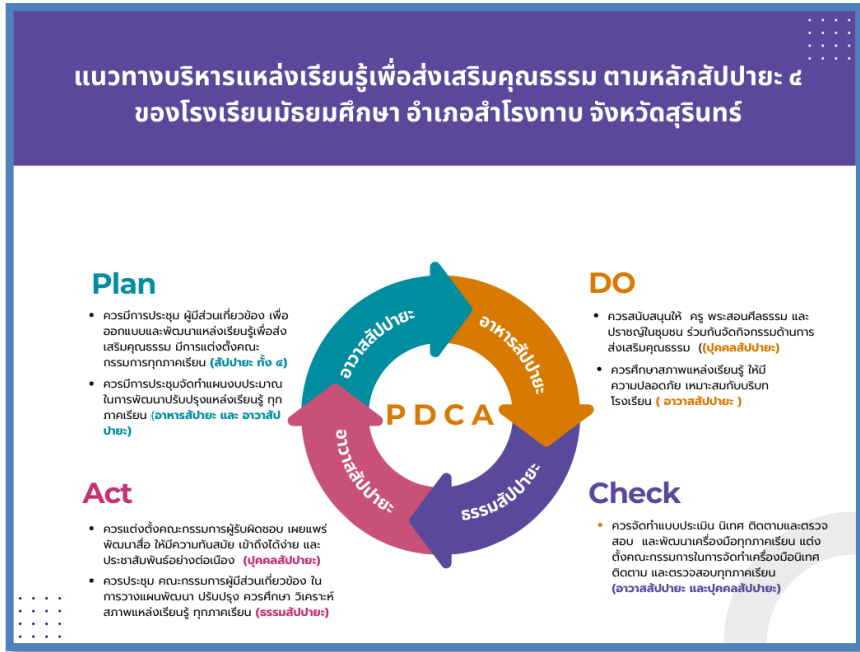 แนวทางบริหารแหล่งเรียนรู้เพื่อส่งเสริมคุณธรรม ตามหลักสัปปายะ ๔
ของโรงเรียนมัธยมศึกษา อำเภอสำโรงทาบ จังหวัดสุรินทร์
Plan
• ควรมีการประชุม ผู้มีส่วนเกี่ยวข้อง เพื่อ
ออกแบบและพัฒนาแหล่งเรียนรู้เพื่อส่ง
เสริมคุณธรรม มีการแต่งตั้งคณะ
กรรมการทุกภาคเรียน (สัปปายะ ทั้ง ๔)
• ควรมีการประชุมจัดทำแผนงบประมาณ
ในการพัฒนาปรับปรุงแหล่งเรียนรู้ ทุก
ภาคเรียน (อาหารสัปายะ และ อาวาสัป
ปายะ)
DO
• ควรสนับสนุนให้ ครู พระสอนศีลธรรม และ
ปราชญ์ในชุมชน ร่วมกันจัดกิจกรรมด้านการ
ส่งเสริมคุณธรรม ((ปุคคลสัปปายะ)
• ควรศึกษาสภาพแหล่งเรียนรู้ ให้มี
ความปลอดภัย เหมาะสมกับบริบท
โรงเรียน ( อาวาสสัปปายะ )
อาวาสสัปปายะ
อาหารสัปปายะ
PDCA
อาวาสสัปปายะ
ธรรมสัปปายะ
Act
• ควรแต่งตั้งคณะกรรมการผู้รับผิดชอบ เผยแพร่
พัฒนาสื่อ ให้มีความทันสมัย เข้าถึงได้ง่าย และ
ประชาสัมพันธ์อย่างต่อเนื่อง (ปุคคลสัปปายะ)
• ควรประชุม คณะกรรมการผู้มีส่วนเกี่ยวข้อง ใน
การวางแผนพัฒนา ปรับปรุง ควรศึกษา วิเคราะห์
สภาพแหล่งเรียนรู้ ทุกภาคเรียน (ธรรมสัปปายะ)
Check
• ควรจัดทำแบบประเมิน นิเทศ ติดตามและตรวจ
สอบ และพัฒนาเครื่องมือทุกภาคเรียน แต่ง
ตั้งคณะกรรมการในการจัดทำเครื่องมือนิเทศ
ติดตาม และตรวจสอบทุกภาคเรียน
(อาวาสสัปปายะ และปุคคลสัปปายะ)